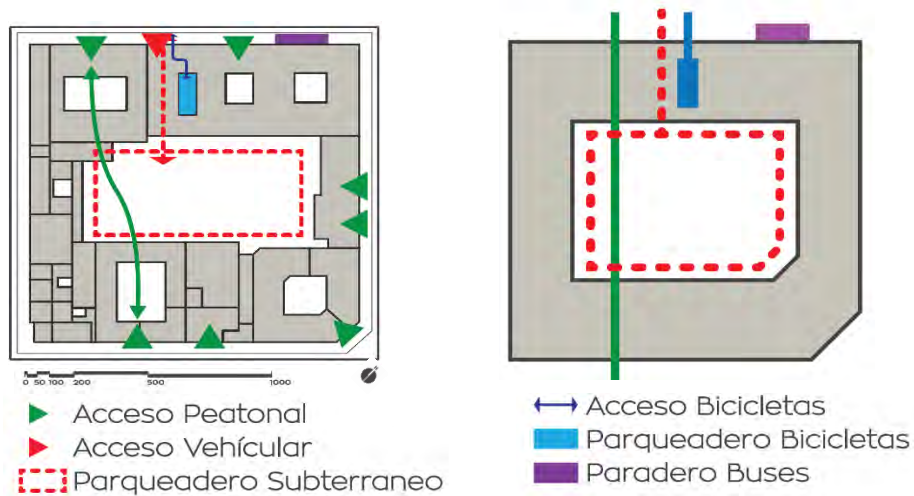 0 50 100 200 500 1000
Acceso Peatonal
Acceso Vehícular
Parqueadero Subterraneo
Acceso Bicicletas
Parqueadero Bicicletas
Paradero Buses